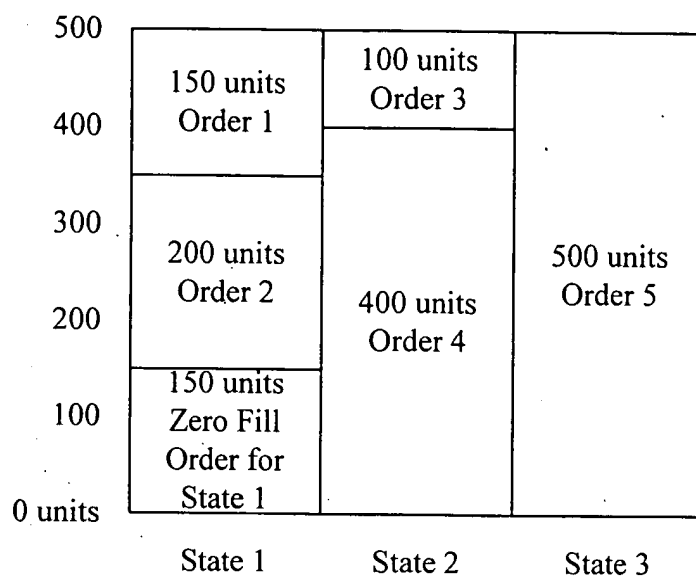 500
400
300
200
100
0 units
150 units
Order 1
200 units
Order 2
150 units
Zero Fill
Order for
State 1
100 units
Order 3
400 units
Order 4
500 units
Order 5
State 1
State 2
State 3